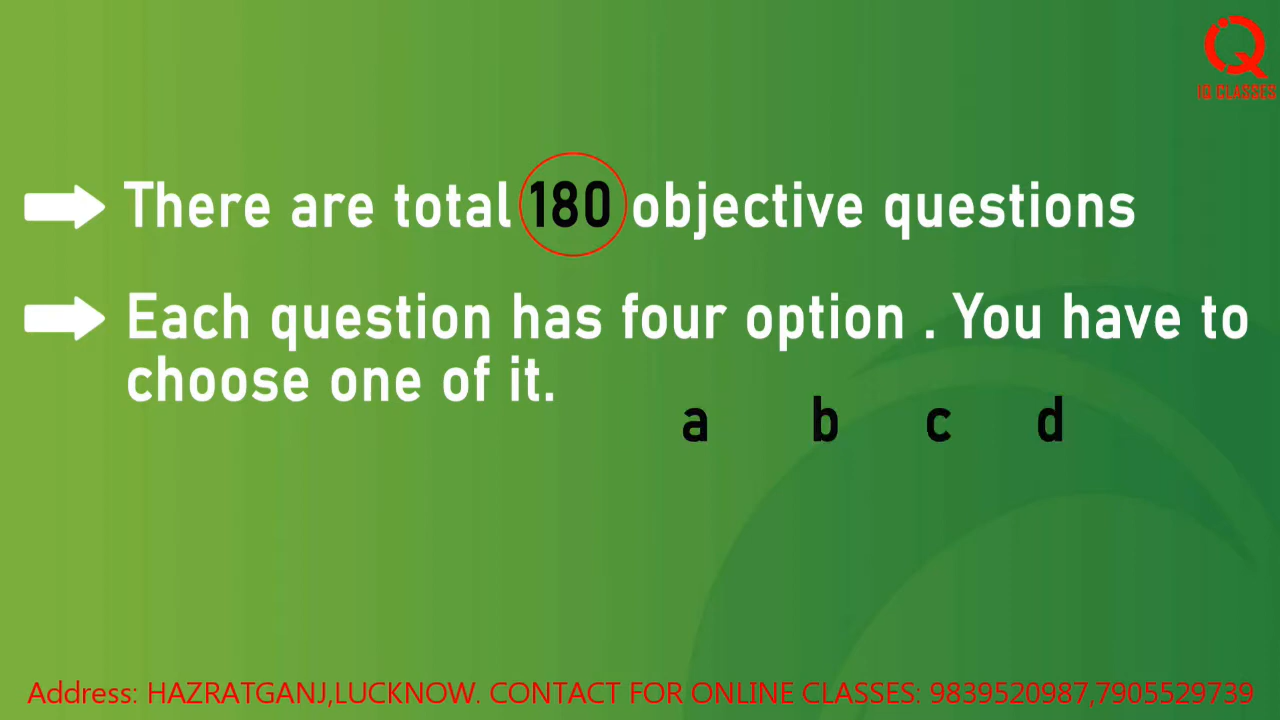 IQ CLASSES
There are total 180 objective questions
Each question has four option . You have to
choose one of it.
a b c d
Address: HAZRATGANJ,LUCKNOW. CONTACT FOR ONLINE CLASSES: 9839520987,7905529739